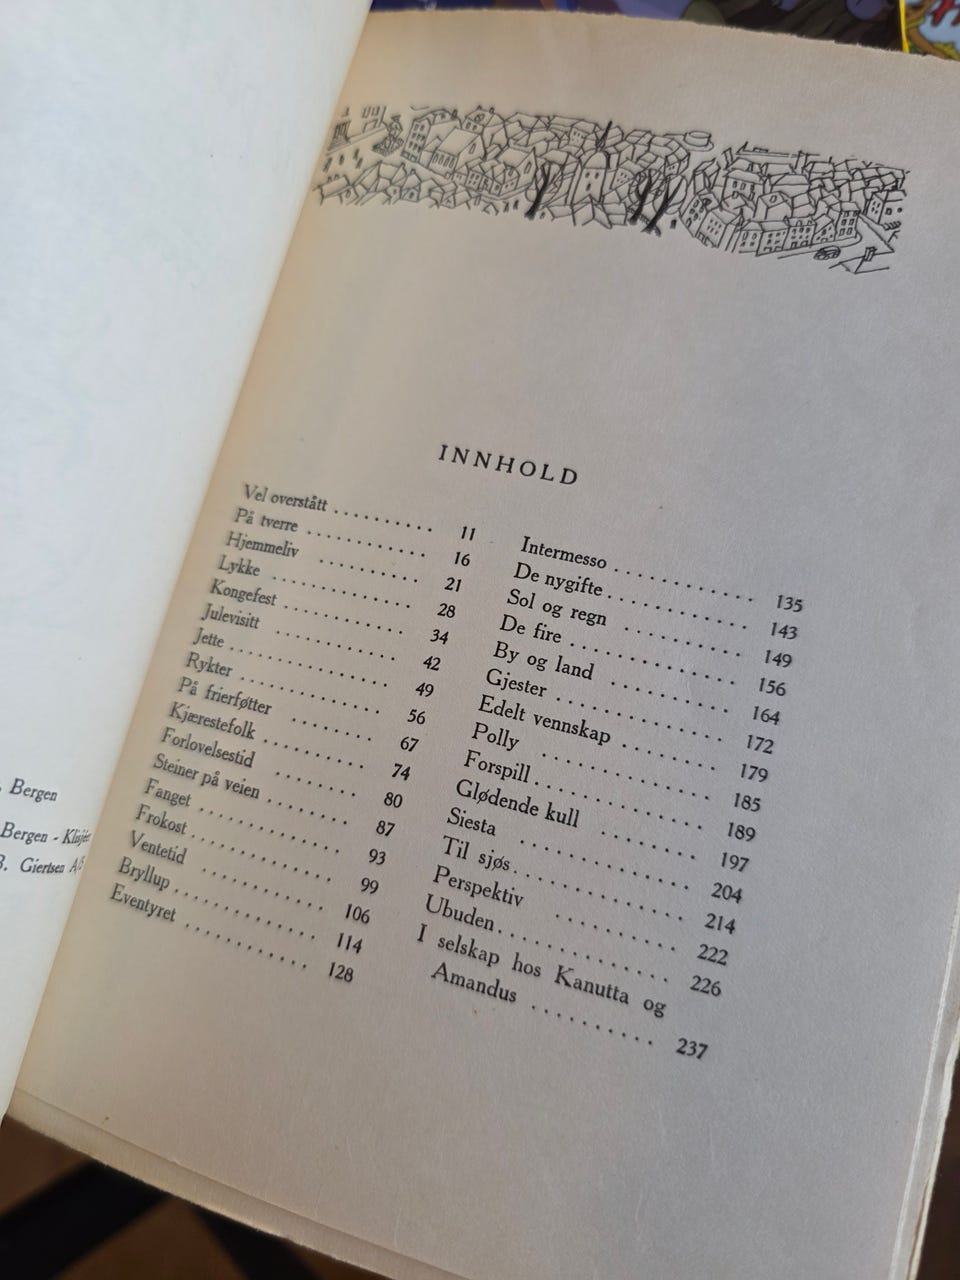 Bergen
Bergen - Klisjéer
B. Giertsen A/S
INNHOLD
Vel overstått .......... 11
På tverre ............ 16
Hjemmeliv .......... 21
Lykke ............ 28
Kongefest ........... 34
Julevisitt .......... 42
Jette ............... 49
Rykter ............. 56
På frierføtter ........ 67
Kjærestefolk .......... 74
Forlovelsestid ........ 80
Steiner på veien ........ 87
Fanget ............. 93
Frokost ............ 99
Ventetid ........... 106
Bryllup ............ 114
Eventyret ........... 128
Intermesso ............ 135
De nygifte ............ 143
Sol og regn .......... 149
De fire .............. 156
By og land .......... 164
Gjester .............. 172
Edelt vennskap ........ 179
Polly .............. 185
Forspill .............. 189
Glødende kull ........ 197
Siesta .............. 204
Til sjøs .............. 214
Perspektiv .......... 222
Ubuden .............. 226
I selskap hos Kanutta og
Amandus .......... 237